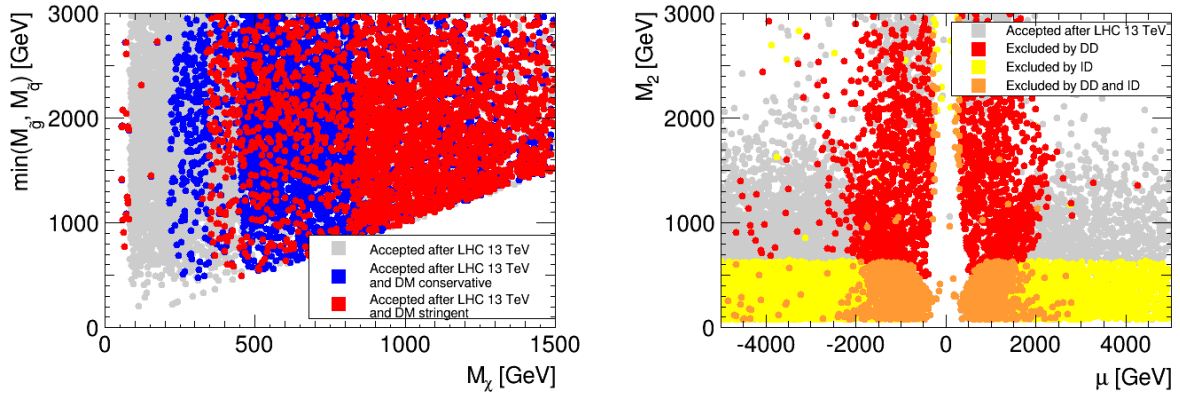 min(M_g̃, M_q̃) [GeV]
3000
2000
1000
0
Accepted after LHC 13 TeV
Accepted after LHC 13 TeV
and DM conservative
Accepted after LHC 13 TeV
and DM stringent
0 500 1000 1500
M_χ [GeV]
M_2 [GeV]
3000
2000
1000
0
Accepted after LHC 13 TeV
Excluded by DD
Excluded by ID
Excluded by DD and ID
-4000 -2000 0 2000 4000
μ [GeV]